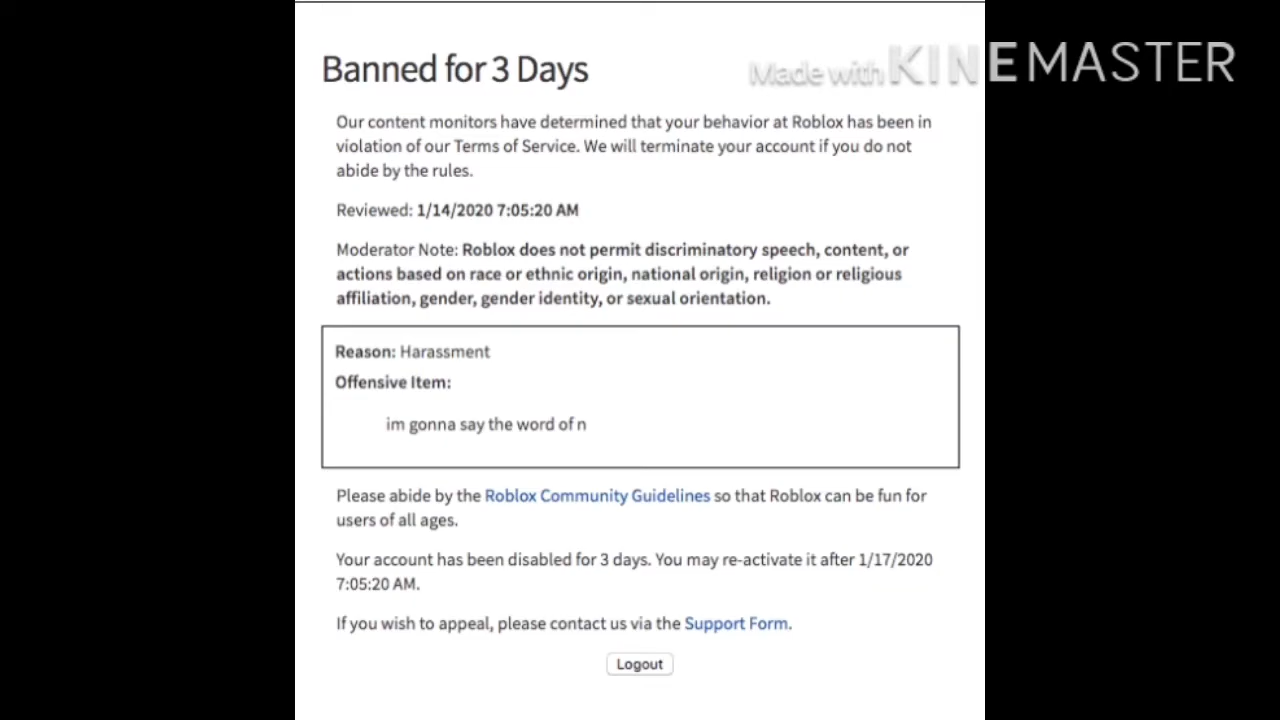 Banned for 3 Days
Made with KINEMASTER
Our content monitors have determined that your behavior at Roblox has been in
violation of our Terms of Service. We will terminate your account if you do not
abide by the rules.
Reviewed: 1/14/2020 7:05:20 AM
Moderator Note: Roblox does not permit discriminatory speech, content, or
actions based on race or ethnic origin, national origin, religion or religious
affiliation, gender, gender identity, or sexual orientation.
Reason: Harassment
Offensive Item:
im gonna say the word of n
Please abide by the Roblox Community Guidelines so that Roblox can be fun for
users of all ages.
Your account has been disabled for 3 days. You may re-activate it after 1/17/2020
7:05:20 AM.
If you wish to appeal, please contact us via the Support Form.
Logout